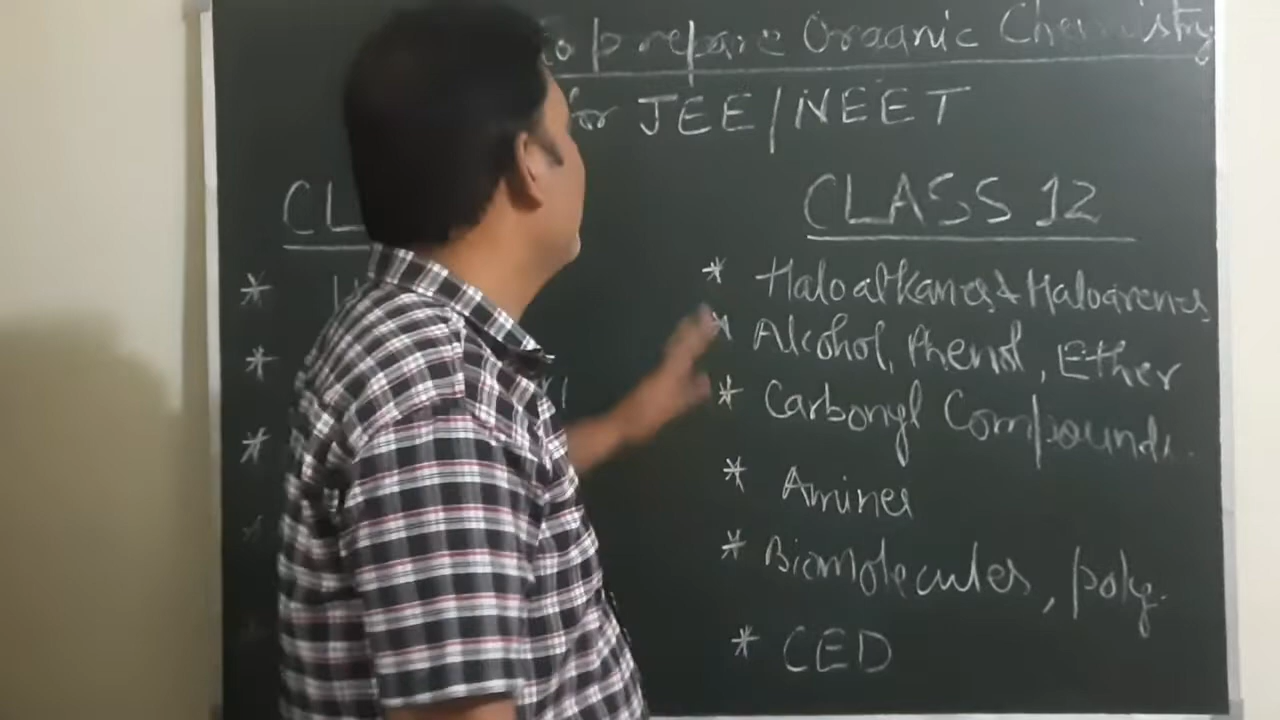 to prepare Organic Chemistry
for JEE/NEET
CL
*
*
*
*
CLASS 12
* Haloalkanes & Haloarenes
* Alcohol, Phenol, Ether
* Carbonyl Compounds.
* Amines
* Biomolecules, poly.
* CED